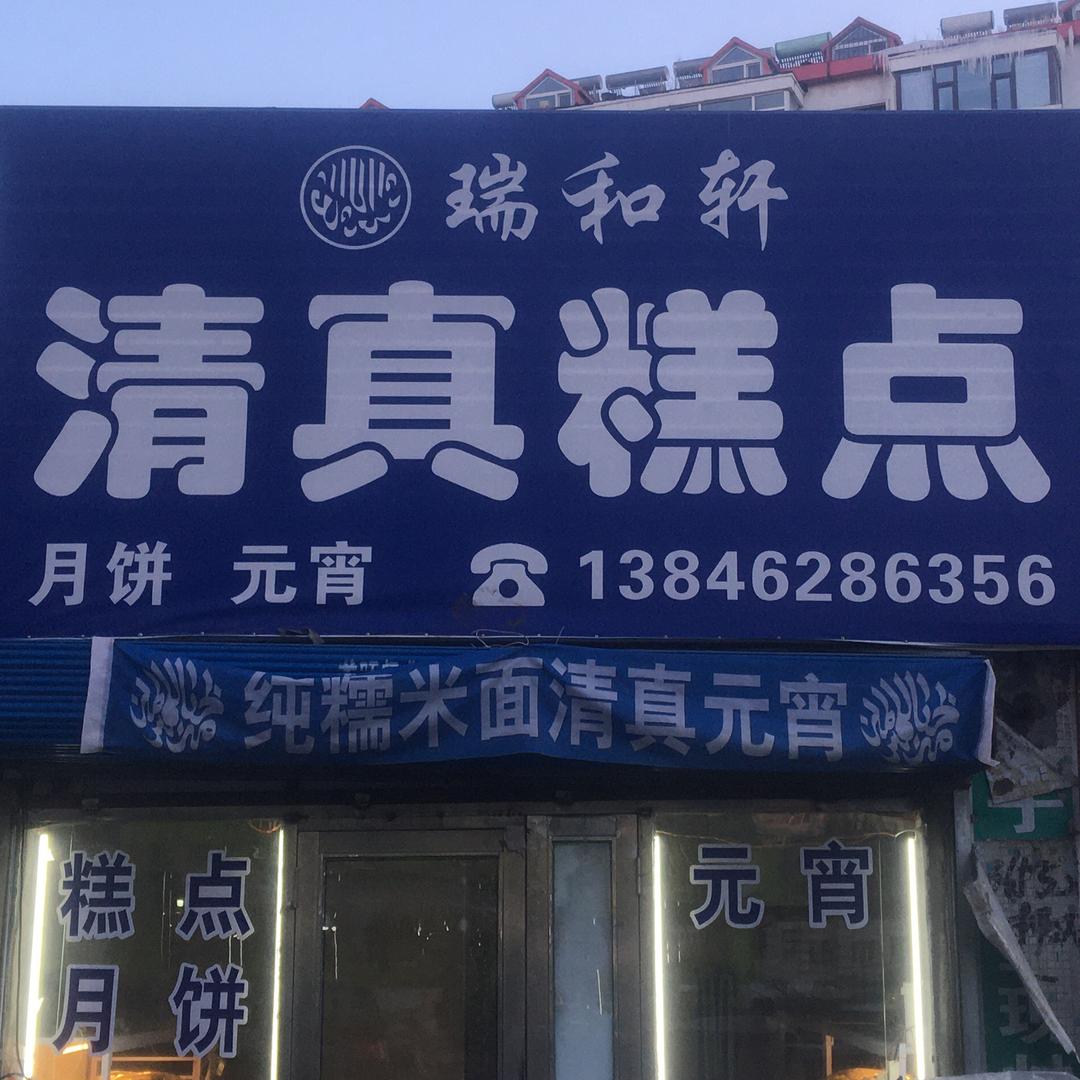 瑞和轩
清真糕点
月饼 元宵 13846286356
纯糯米面清真元宵
糕点
月饼
元宵